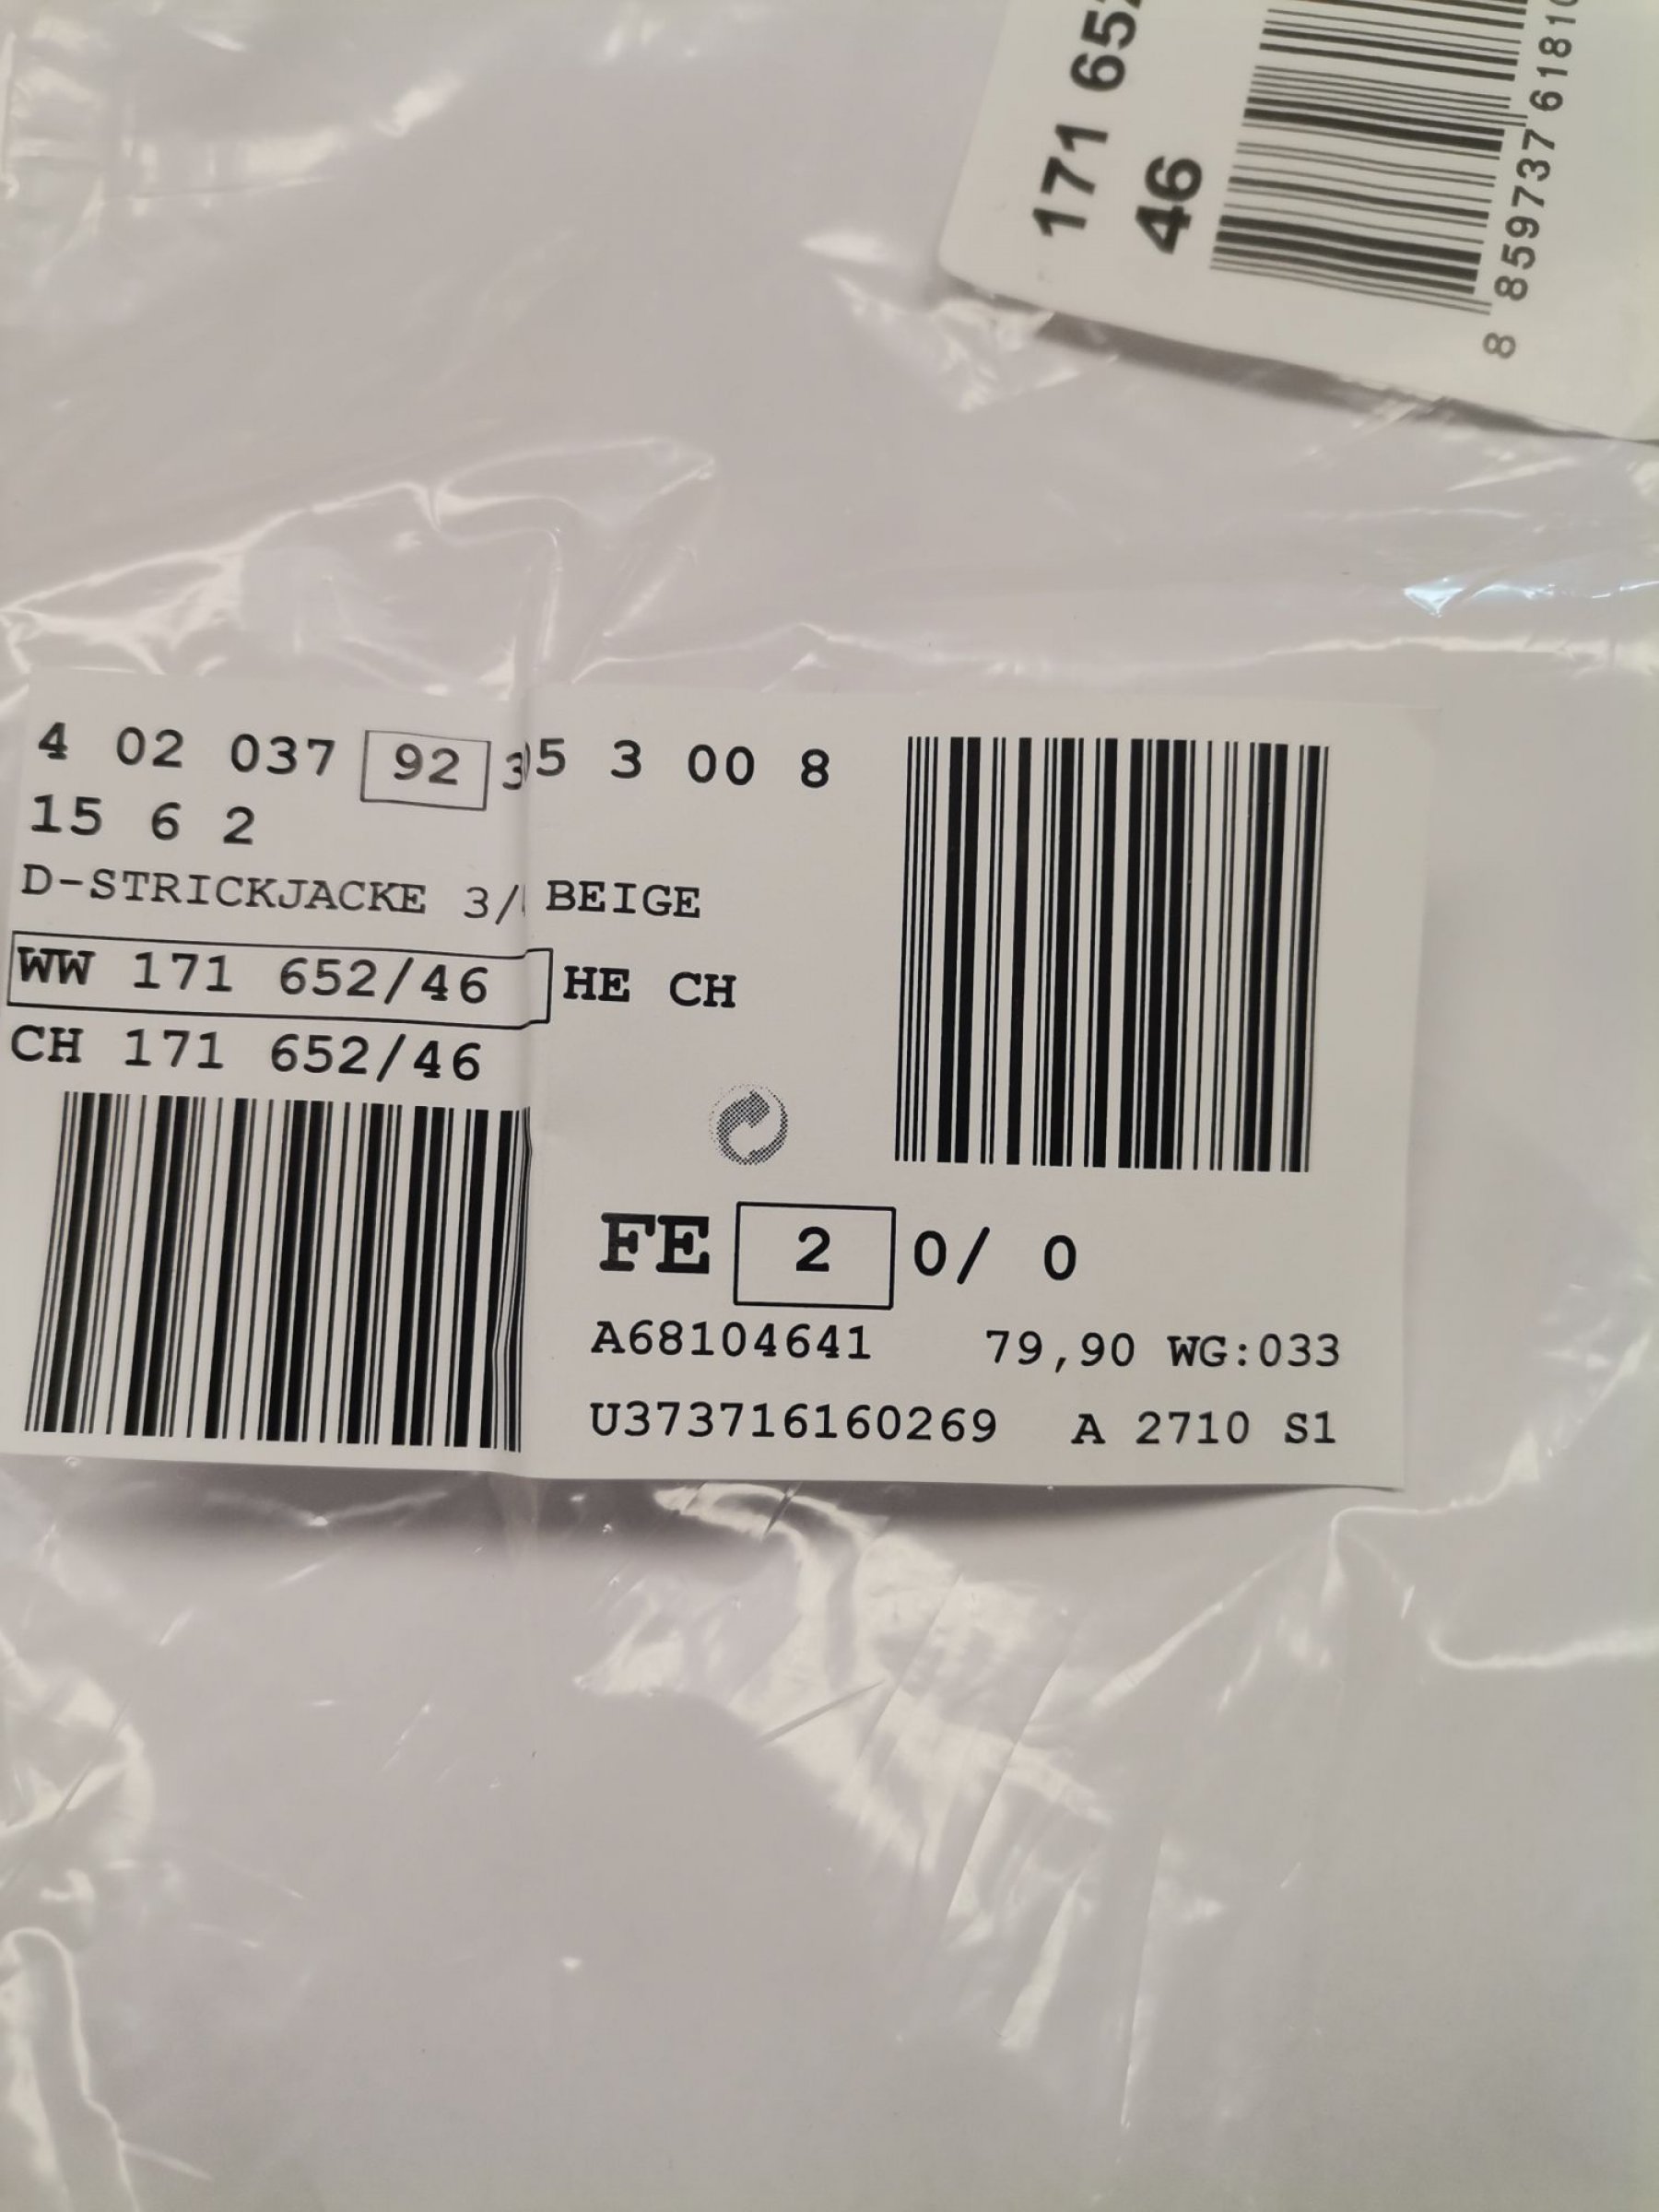 171 65
46
8 859737 6181
4 02 037 92 5 3 00 8
15 6 2
D-STRICKJACKE 3/ BEIGE
WW 171 652/46 HE CH
CH 171 652/46
FE 2 0/ 0
A68104641 79,90 WG:033
U373716160269 A 2710 S1